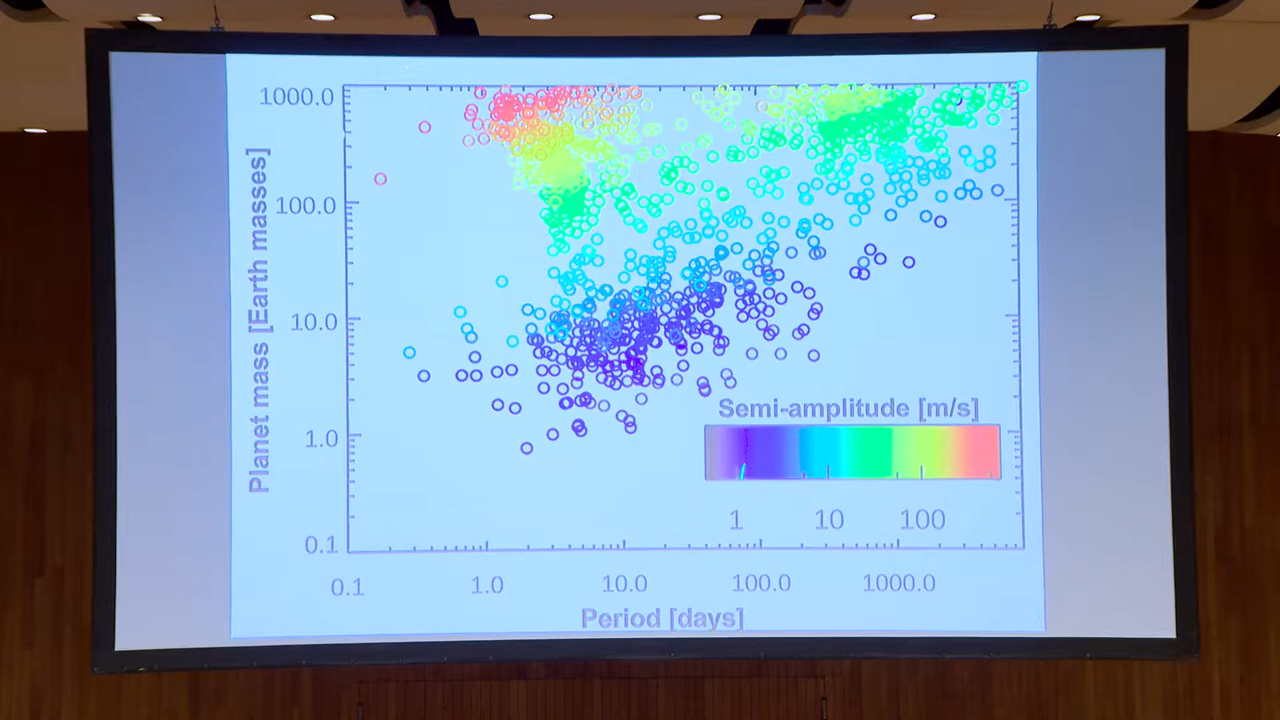 1000.0
100.0
10.0
1.0
0.1
Planet mass [Earth masses]
Semi-amplitude [m/s]
1 10 100
0.1 1.0 10.0 100.0 1000.0
Period [days]